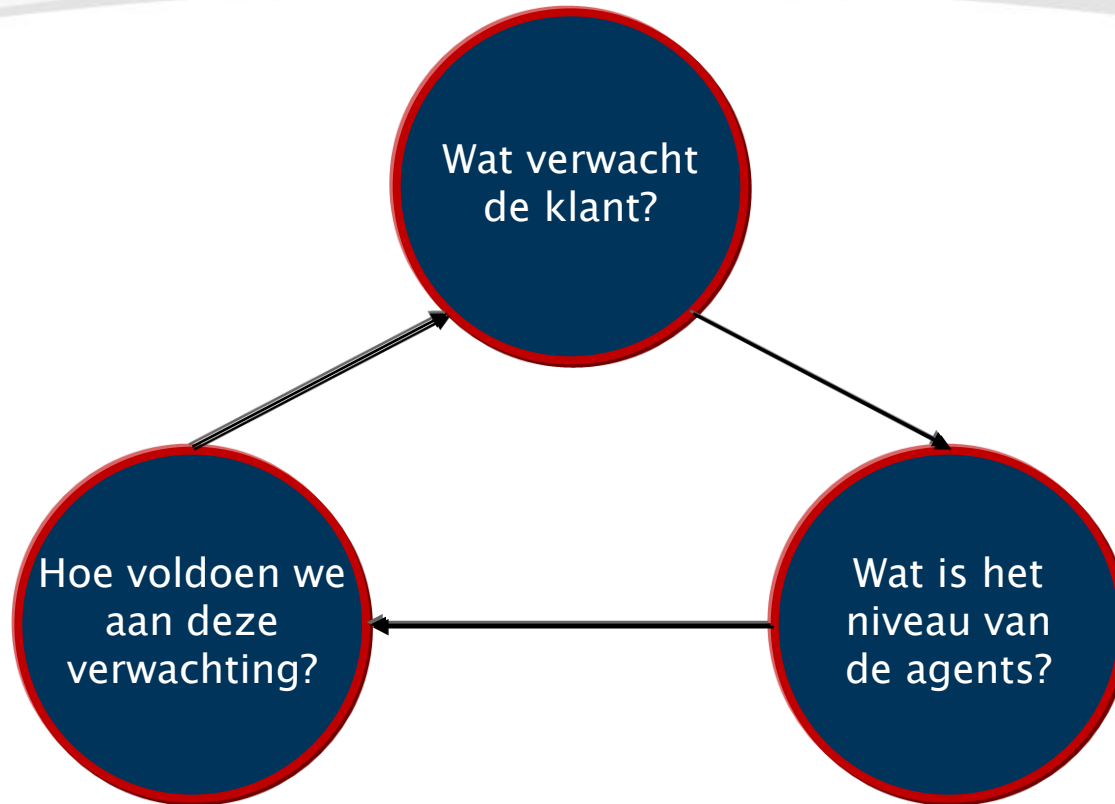 Wat verwacht
de klant?
Hoe voldoen we
aan deze
verwachting?
Wat is het
niveau van
de agents?